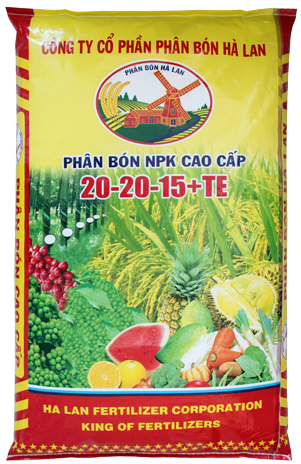 CÔNG TY CỔ PHẦN PHÂN BÓN HÀ LAN
PHÂN BÓN HÀ LAN
PHÂN BÓN NPK CAO CẤP
20-20-15+TE
PHÂN BÓN CAO CẤP
HA LAN FERTILIZER CORPORATION
KING OF FERTILIZERS